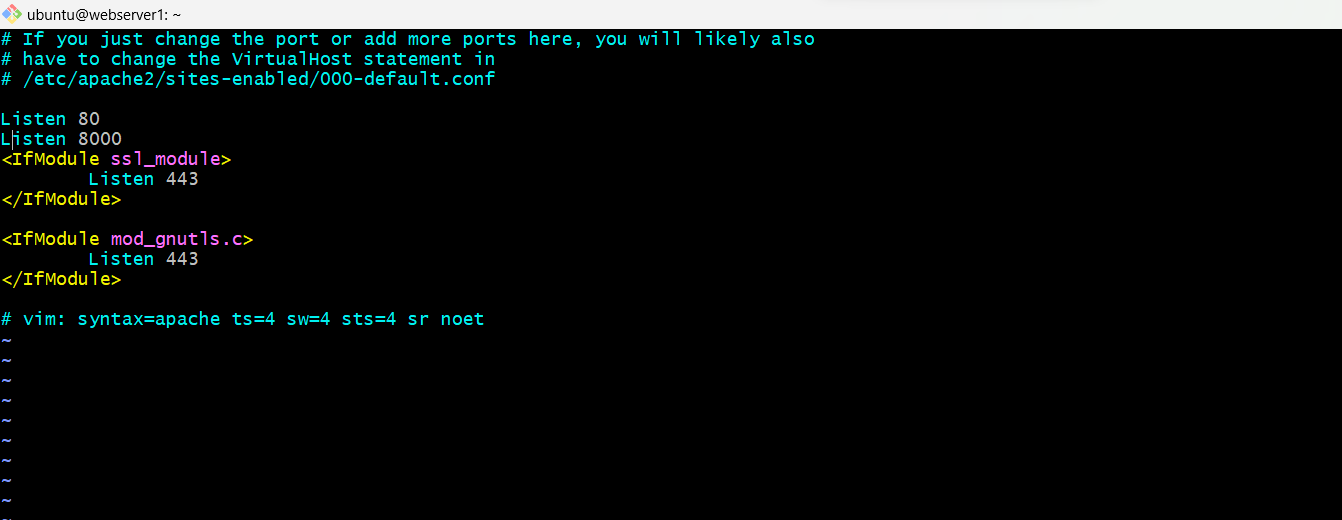 ubuntu@webserver1: ~
# If you just change the port or add more ports here, you will likely also
# have to change the VirtualHost statement in
# /etc/apache2/sites-enabled/000-default.conf
Listen 80
Listen 8000
<IfModule ssl_module>
        Listen 443
</IfModule>
<IfModule mod_gnutls.c>
        Listen 443
</IfModule>
# vim: syntax=apache ts=4 sw=4 sts=4 sr noet
~
~
~
~
~
~
~
~
~
~